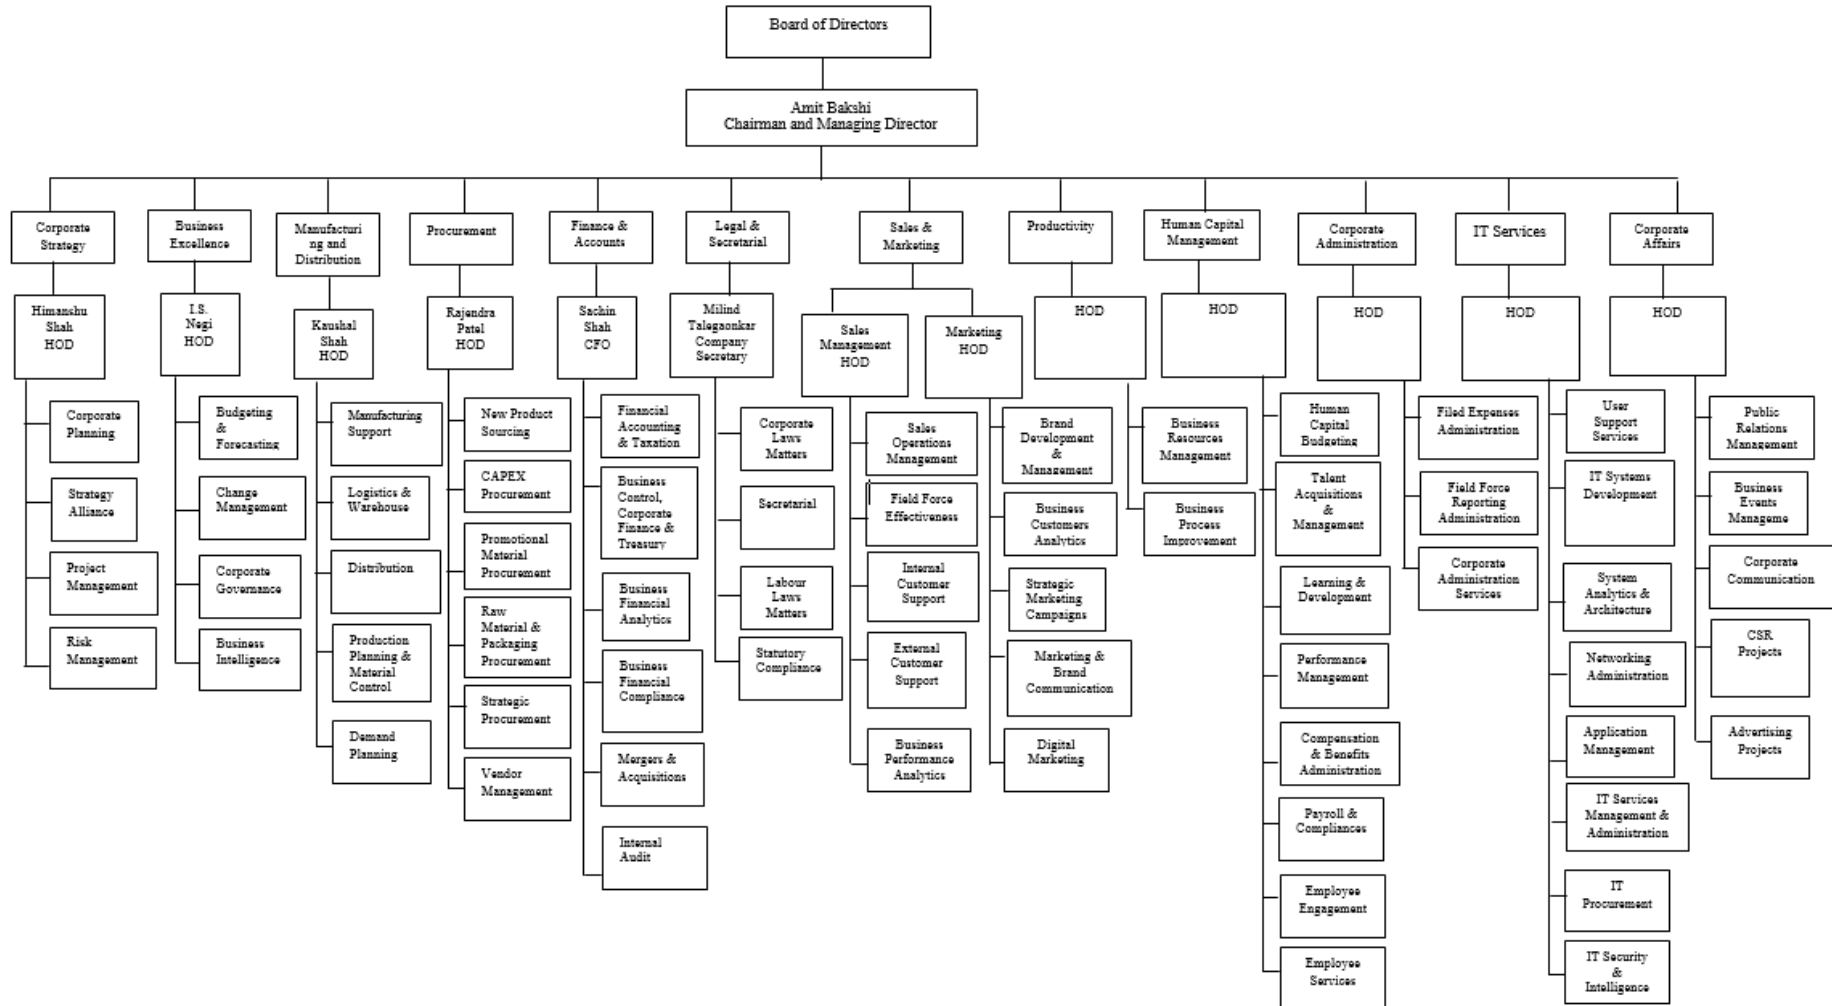 Board of Directors
Amit Bakshi
Chairman and Managing Director
Corporate
Strategy
Business
Excellence
Manufacturi
ng and
Distribution
Procurement
Finance &
Accounts
Legal &
Secretarial
Sales &
Marketing
Productivity
Human Capital
Management
Corporate
Administration
IT Services
Corporate
Affairs
Himanshu
Shah
HOD
I.S.
Negi
HOD
Kaushal
Shah
HOD
Rajendra
Patel
HOD
Sachin
Shah
CFO
Milind
Talegaonkar
Company
Secretary
Sales
Management
HOD
Marketing
HOD
HOD
HOD
HOD
HOD
HOD
Corporate
Planning
Strategy
Alliance
Project
Management
Risk
Management
Budgeting
&
Forecasting
Change
Management
Corporate
Governance
Business
Intelligence
Manufacturing
Support
Logistics &
Warehouse
Distribution
Production
Planning &
Material
Control
Demand
Planning
New Product
Sourcing
CAPEX
Procurement
Promotional
Material
Procurement
Raw
Material &
Packaging
Procurement
Strategic
Procurement
Vendor
Management
Financial
Accounting
& Taxation
Business
Control,
Corporate
Finance &
Treasury
Business
Financial
Analytics
Business
Financial
Compliance
Mergers &
Acquisitions
Internal
Audit
Corporate
Laws
Matters
Secretarial
Labour
Laws
Matters
Statutory
Compliance
Sales
Operations
Management
Field Force
Effectiveness
Internal
Customer
Support
External
Customer
Support
Business
Performance
Analytics
Brand
Development
&
Management
Business
Customers
Analytics
Strategic
Marketing
Campaigns
Marketing &
Brand
Communication
Digital
Marketing
Business
Resources
Management
Business
Process
Improvement
Human
Capital
Budgeting
Talent
Acquisitions
&
Management
Learning &
Development
Performance
Management
Compensation
& Benefits
Administration
Payroll &
Compliances
Employee
Engagement
Employee
Services
Filed Expenses
Administration
Field Force
Reporting
Administration
Corporate
Administration
Services
User
Support
Services
IT Systems
Development
System
Analytics &
Architecture
Networking
Administration
Application
Management
IT Services
Management &
Administration
IT
Procurement
IT Security
&
Intelligence
Public
Relations
Management
Business
Events
Manageme
Corporate
Communication
CSR
Projects
Advertising
Projects